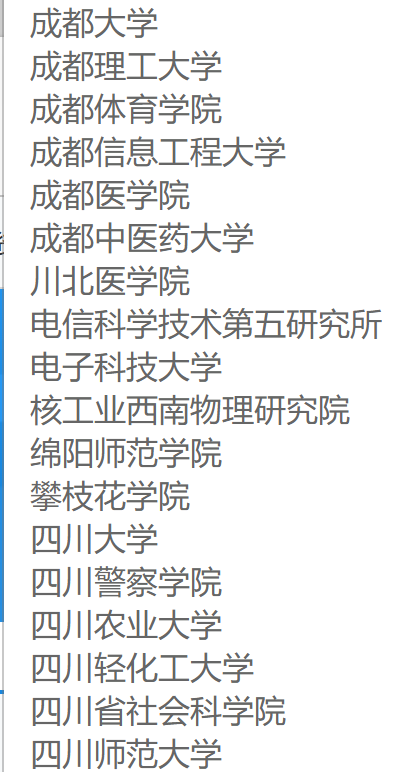 成都大学
成都理工大学
成都体育学院
成都信息工程大学
成都医学院
成都中医药大学
川北医学院
电信科学技术第五研究所
电子科技大学
核工业西南物理研究院
绵阳师范学院
攀枝花学院
四川大学
四川警察学院
四川农业大学
四川轻化工大学
四川省社会科学院
四川师范大学